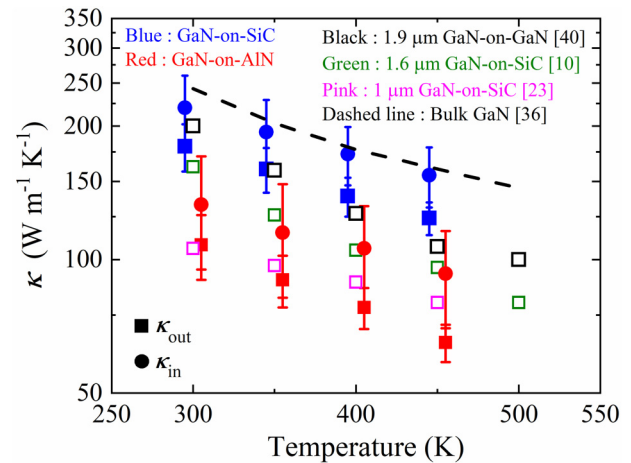 350
300
250
200
150
100
50
κ (W m⁻¹ K⁻¹)
Blue : GaN-on-SiC
Red : GaN-on-AlN
Black : 1.9 μm GaN-on-GaN [40]
Green : 1.6 μm GaN-on-SiC [10]
Pink : 1 μm GaN-on-SiC [23]
Dashed line : Bulk GaN [36]
κout
κin
250 300 350 400 450 500 550
Temperature (K)